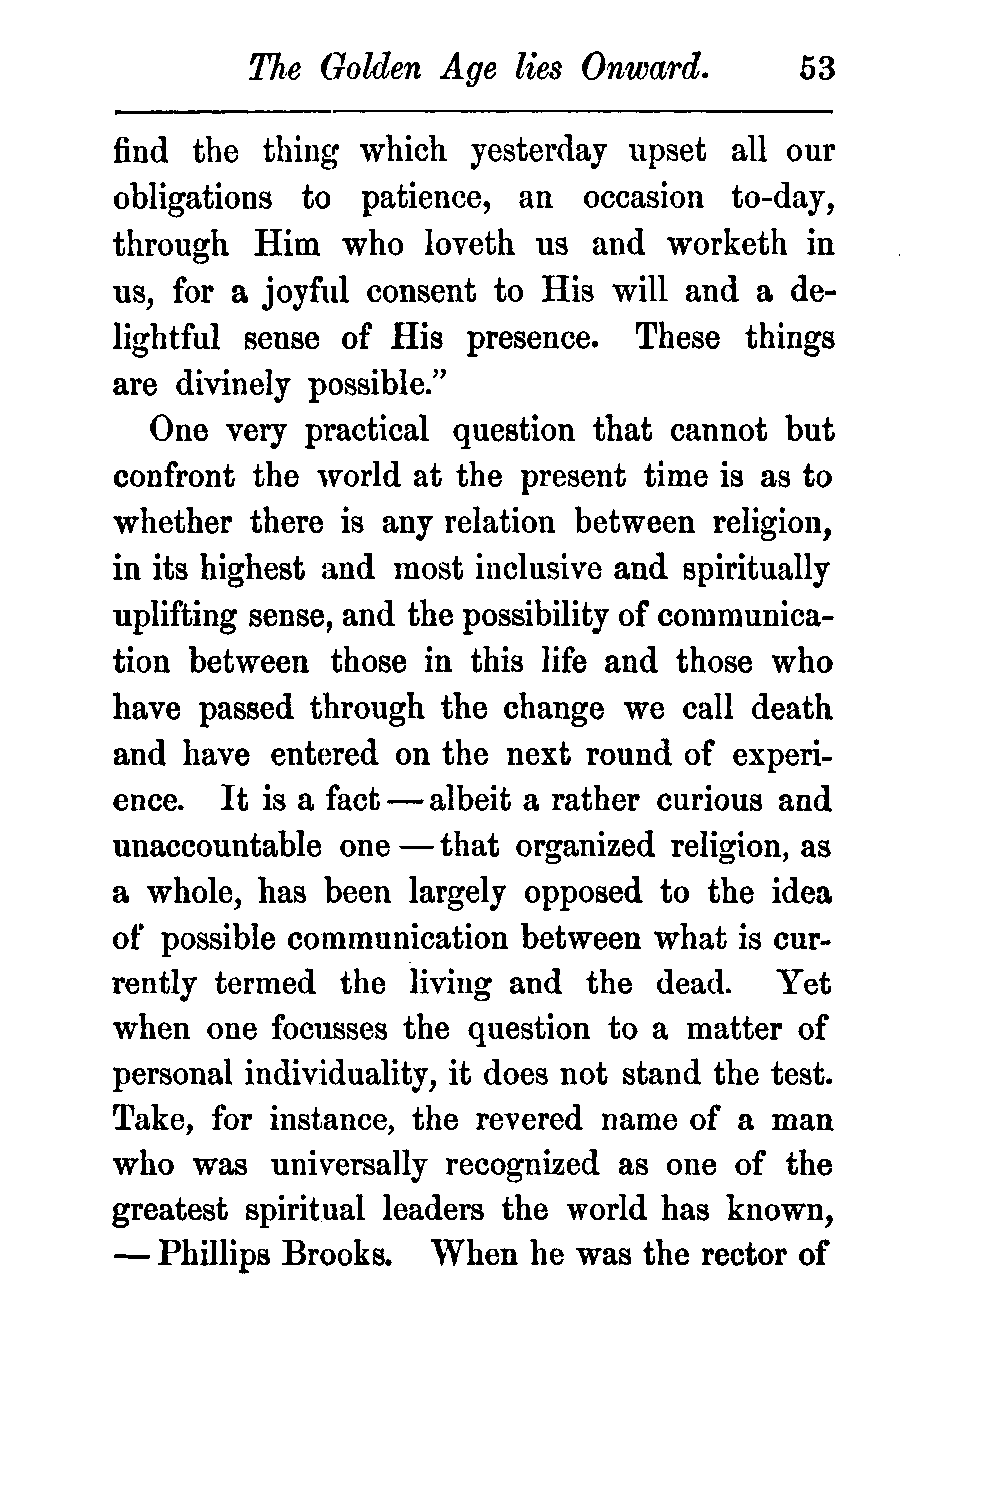 The Golden Age lies Onward. 53
find the thing which yesterday upset all our
obligations to patience, an occasion to-day,
through Him who loveth us and worketh in
us, for a joyful consent to His will and a de-
lightful sense of His presence. These things
are divinely possible.”
One very practical question that cannot but
confront the world at the present time is as to
whether there is any relation between religion,
in its highest and most inclusive and spiritually
uplifting sense, and the possibility of communica-
tion between those in this life and those who
have passed through the change we call death
and have entered on the next round of experi-
ence. It is a fact — albeit a rather curious and
unaccountable one — that organized religion, as
a whole, has been largely opposed to the idea
of possible communication between what is cur-
rently termed the living and the dead. Yet
when one focusses the question to a matter of
personal individuality, it does not stand the test.
Take, for instance, the revered name of a man
who was universally recognized as one of the
greatest spiritual leaders the world has known,
— Phillips Brooks. When he was the rector of